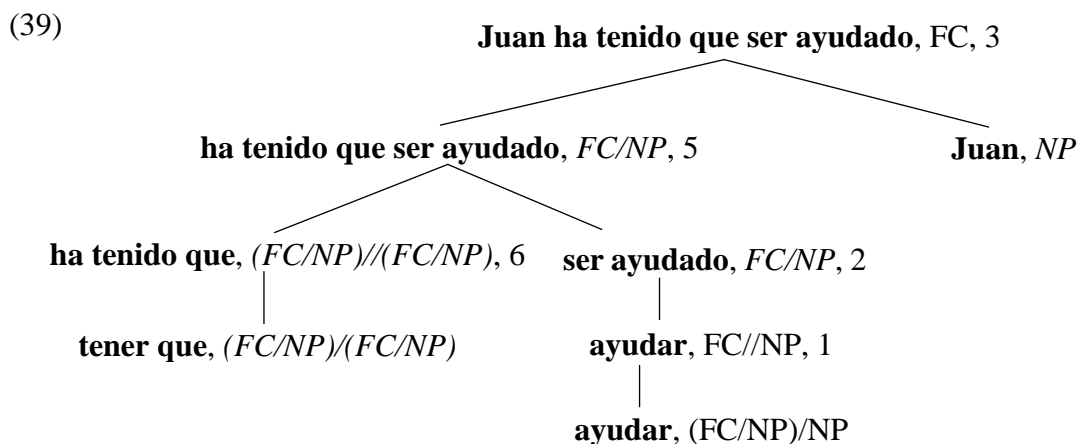 (39)
Juan ha tenido que ser ayudado, FC, 3
ha tenido que ser ayudado, FC/NP, 5 Juan, NP
ha tenido que, (FC/NP)//(FC/NP), 6 ser ayudado, FC/NP, 2
tener que, (FC/NP)/(FC/NP) ayudar, FC//NP, 1
ayudar, (FC/NP)/NP